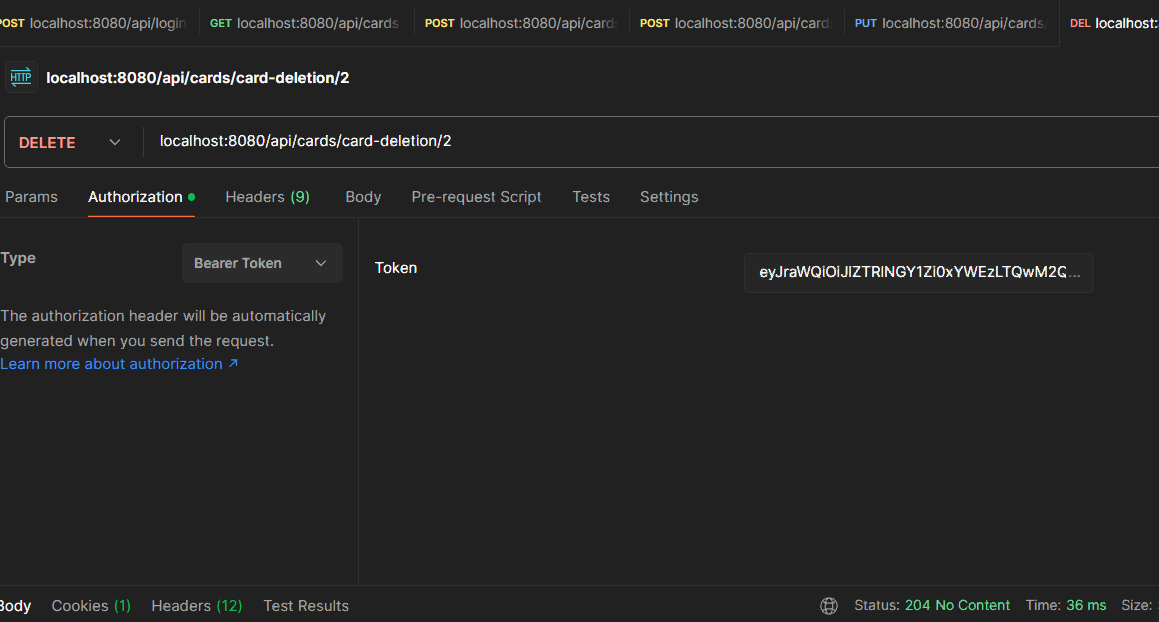 POST localhost:8080/api/login GET localhost:8080/api/cards POST localhost:8080/api/card POST localhost:8080/api/card PUT localhost:8080/api/cards/ DEL localhost:
HTTP localhost:8080/api/cards/card-deletion/2
DELETE localhost:8080/api/cards/card-deletion/2
Params Authorization Headers (9) Body Pre-request Script Tests Settings
Type Bearer Token
Token eyJraWQiOiJlZTRlNGY1Zi0xYWEzLTQwM2Q...
The authorization header will be automatically
generated when you send the request.
Learn more about authorization ↗
Body Cookies (1) Headers (12) Test Results Status: 204 No Content Time: 36 ms Size: